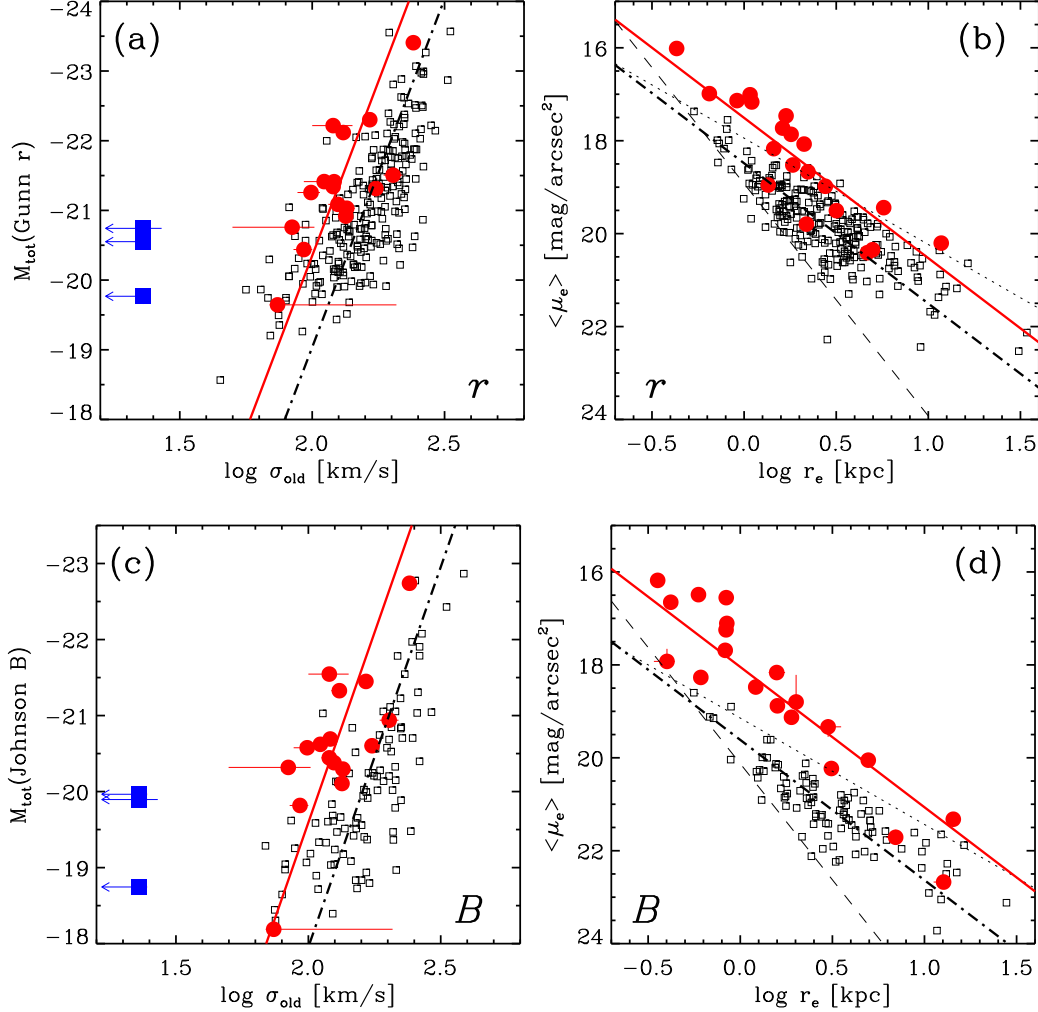 (a)
M_tot(Gunn r)
-24
-23
-22
-21
-20
-19
-18
1.5
2.0
2.5
log σ_old [km/s]
r
(b)
<μ_e> [mag/arcsec²]
16
18
20
22
24
-0.5
0.0
0.5
1.0
1.5
log r_e [kpc]
r
(c)
M_tot(Johnson B)
-23
-22
-21
-20
-19
-18
1.5
2.0
2.5
log σ_old [km/s]
B
(d)
<μ_e> [mag/arcsec²]
16
18
20
22
24
-0.5
0.0
0.5
1.0
1.5
log r_e [kpc]
B